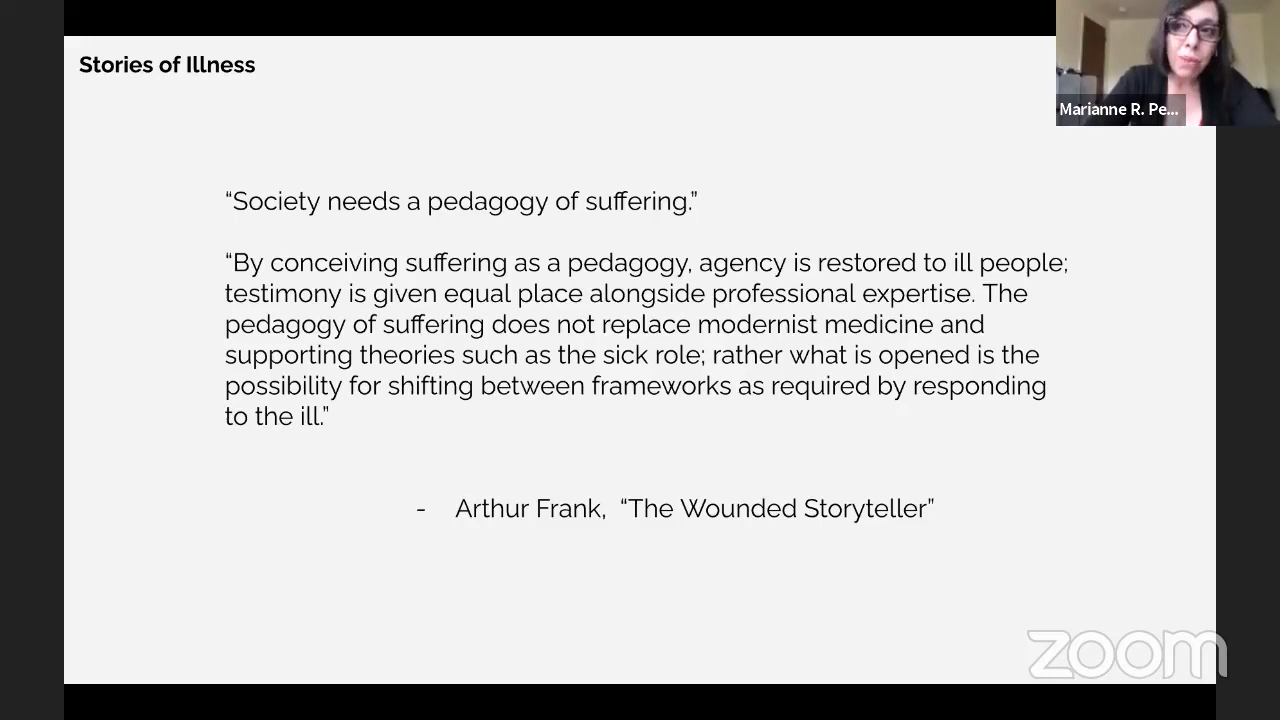 Stories of Illness
Marianne R. Pe...
“Society needs a pedagogy of suffering.”
“By conceiving suffering as a pedagogy, agency is restored to ill people;
testimony is given equal place alongside professional expertise. The
pedagogy of suffering does not replace modernist medicine and
supporting theories such as the sick role; rather what is opened is the
possibility for shifting between frameworks as required by responding
to the ill.”
- Arthur Frank, “The Wounded Storyteller”
zoom